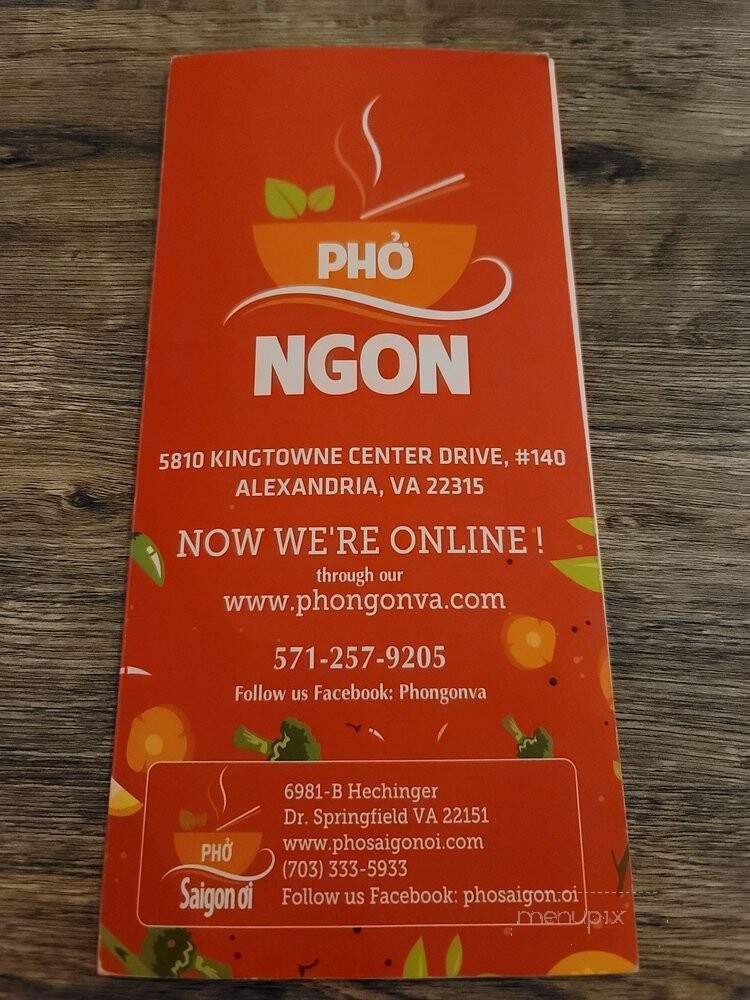 PHỞ
NGON
5810 KINGTOWNE CENTER DRIVE, #140
ALEXANDRIA, VA 22315
NOW WE'RE ONLINE !
through our
www.phongonva.com
571-257-9205
Follow us Facebook: Phongonva
6981-B Hechinger
Dr. Springfield VA 22151
www.phosaigonoi.com
(703) 333-5933
Follow us Facebook: phosaigon.oi
PHỞ
Saigon ơi
menupix